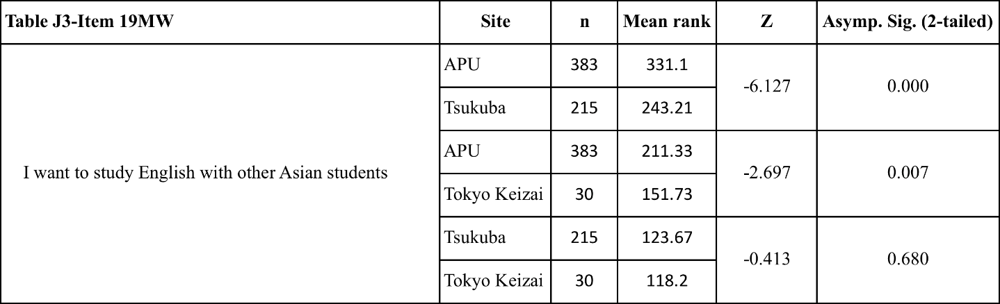 Table J3-Item 19MW Site n Mean rank Z Asymp. Sig. (2-tailed)
APU 383 331.1
-6.127 0.000
Tsukuba 215 243.21
APU 383 211.33
I want to study English with other Asian students -2.697 0.007
Tokyo Keizai 30 151.73
Tsukuba 215 123.67
-0.413 0.680
Tokyo Keizai 30 118.2